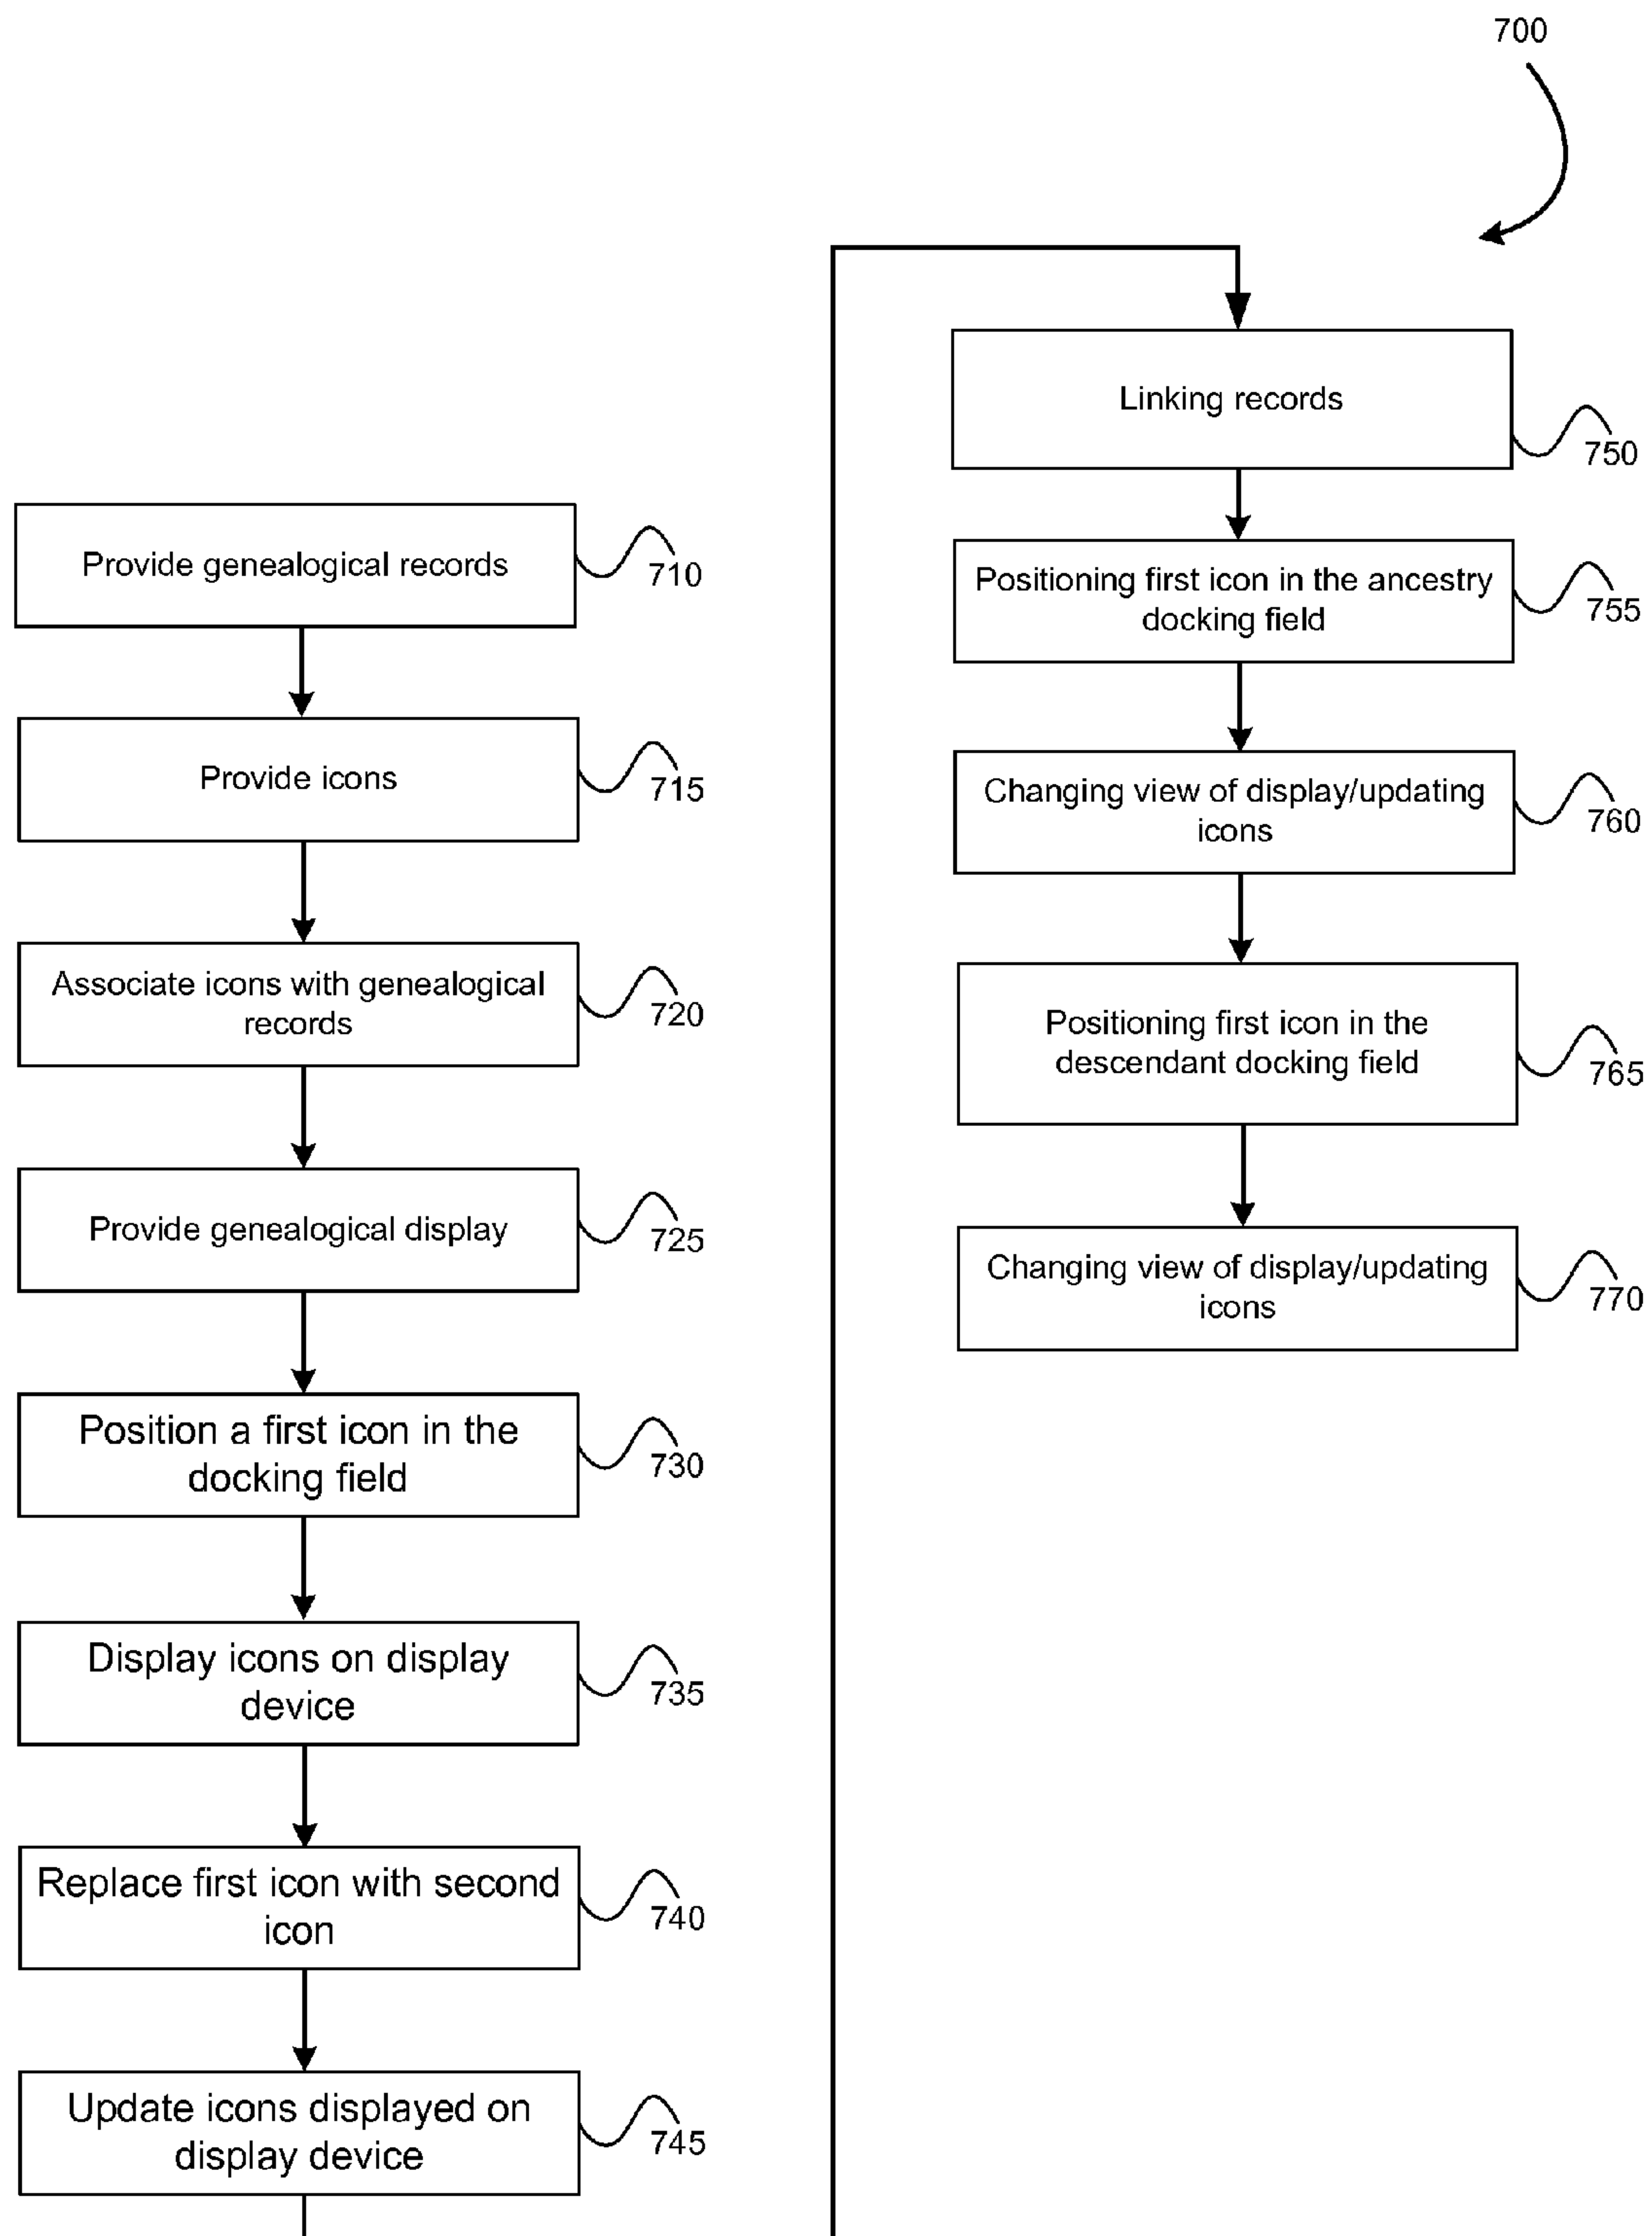 700
Provide genealogical records
710
Provide icons
715
Associate icons with genealogical
records
720
Provide genealogical display
725
Position a first icon in the
docking field
730
Display icons on display
device
735
Replace first icon with second
icon
740
Update icons displayed on
display device
745
Linking records
750
Positioning first icon in the ancestry
docking field
755
Changing view of display/updating
icons
760
Positioning first icon in the
descendant docking field
765
Changing view of display/updating
icons
770